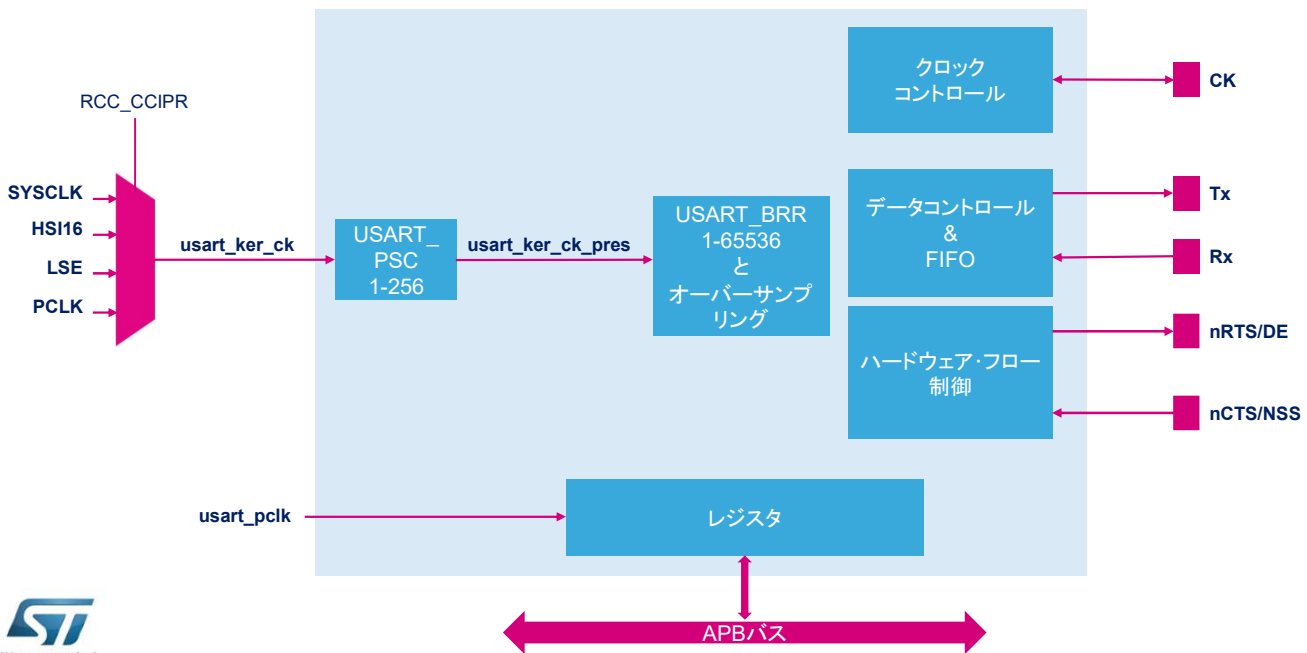 クロック
コントロール
CK
RCC_CCIPR
SYSCLK
HSI16
LSE
PCLK
usart_ker_ck
USART_
PSC
1-256
usart_ker_ck_pres
USART_BRR
1-65536
と
オーバーサンプ
リング
データコントロール
&
FIFO
Tx
Rx
ハードウェア・フロー
制御
nRTS/DE
nCTS/NSS
usart_pclk
レジスタ
APBバス
ST